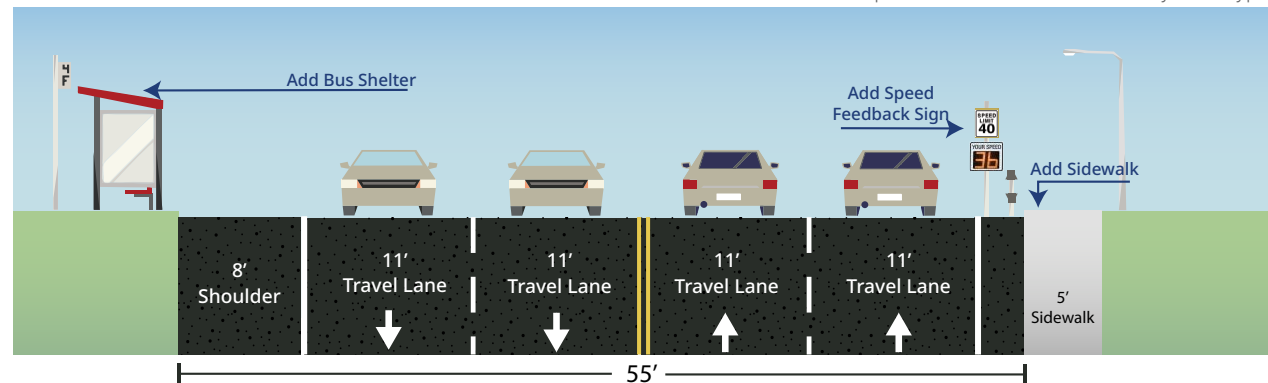 4
F
Add Bus Shelter
Add Speed
Feedback Sign
SPEED
LIMIT
40
YOUR SPEED
36
Add Sidewalk
8’
Shoulder
11’
Travel Lane
11’
Travel Lane
11’
Travel Lane
11’
Travel Lane
5’
Sidewalk
55’